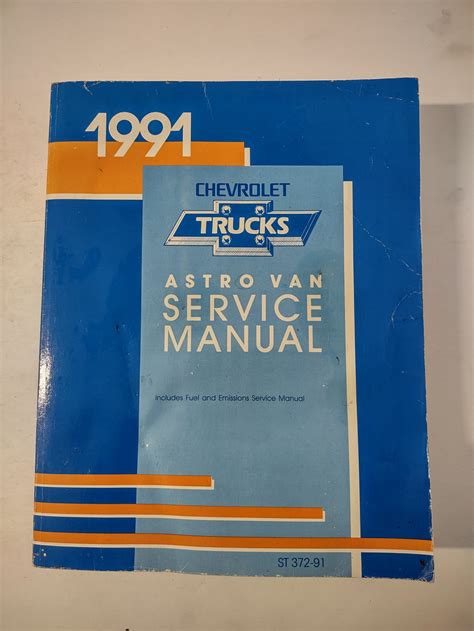 1991
CHEVROLET
TRUCKS
ASTRO VAN
SERVICE
MANUAL
Includes Fuel and Emissions Service Manual
ST 372-91